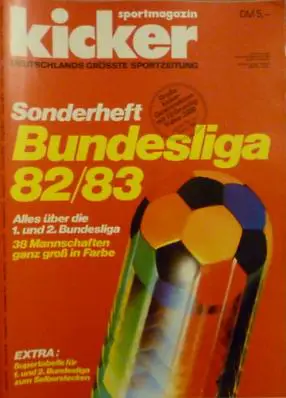 sportmagazin
DM 5,–
kicker
DEUTSCHLANDS GRÖSSTE SPORTZEITUNG
Sonderheft
Bundesliga
82/83
Alles über die
1. und 2. Bundesliga
38 Mannschaften
ganz groß in Farbe
EXTRA:
Supertabelle für
1. und 2. Bundesliga
zum Selberstecken